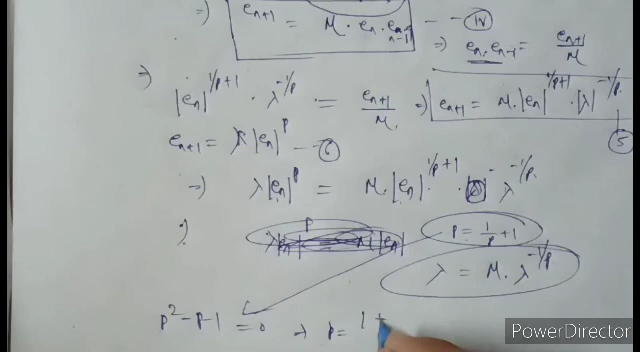 =) e_{n+1} = M · e_n · e_{n-1} - - (iv)
=) e_n · e_{n-1} = e_{n+1}/M
=) |e_n|^{1/p+1} · λ^{-1/p} = e_{n+1}/M =) e_{n+1} = M · |e_n|^{1/p+1} · |λ|^{-1/p}
(5)
e_{n+1} = λ|e_n|^p - (6)
=) λ|e_n|^p = M · |e_n|^{1/p+1} · λ^{-1/p}
p = 1/p + 1
λ = M · λ^{-1/p}
p² - p - 1 = 0 → p = 1 +
PowerDirector